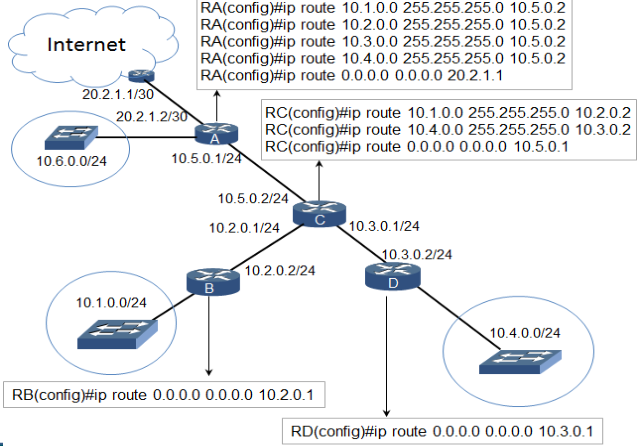 RA(config)#ip route 10.1.0.0 255.255.255.0 10.5.0.2
RA(config)#ip route 10.2.0.0 255.255.255.0 10.5.0.2
RA(config)#ip route 10.3.0.0 255.255.255.0 10.5.0.2
RA(config)#ip route 10.4.0.0 255.255.255.0 10.5.0.2
RA(config)#ip route 0.0.0.0 0.0.0.0 20.2.1.1
Internet
20.2.1.1/30
20.2.1.2/30
RC(config)#ip route 10.1.0.0 255.255.255.0 10.2.0.2
RC(config)#ip route 10.4.0.0 255.255.255.0 10.3.0.2
RC(config)#ip route 0.0.0.0 0.0.0.0 10.5.0.1
A
10.6.0.0/24
10.5.0.1/24
10.5.0.2/24
C
10.2.0.1/24
10.3.0.1/24
10.2.0.2/24
10.3.0.2/24
B
D
10.1.0.0/24
10.4.0.0/24
RB(config)#ip route 0.0.0.0 0.0.0.0 10.2.0.1
RD(config)#ip route 0.0.0.0 0.0.0.0 10.3.0.1